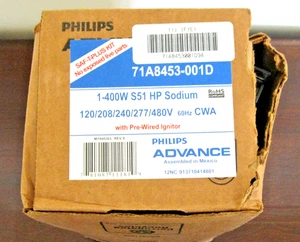 PHILIPS
ADVANCE
SAF-T-PLUS KIT
No exposed live parts
71A8453-001D
1-400W S51 HP Sodium
RoHS
120/208/240/277/480V 60Hz CWA
with Pre-Wired Ignitor
PHILIPS
ADVANCE
Assembled in Mexico